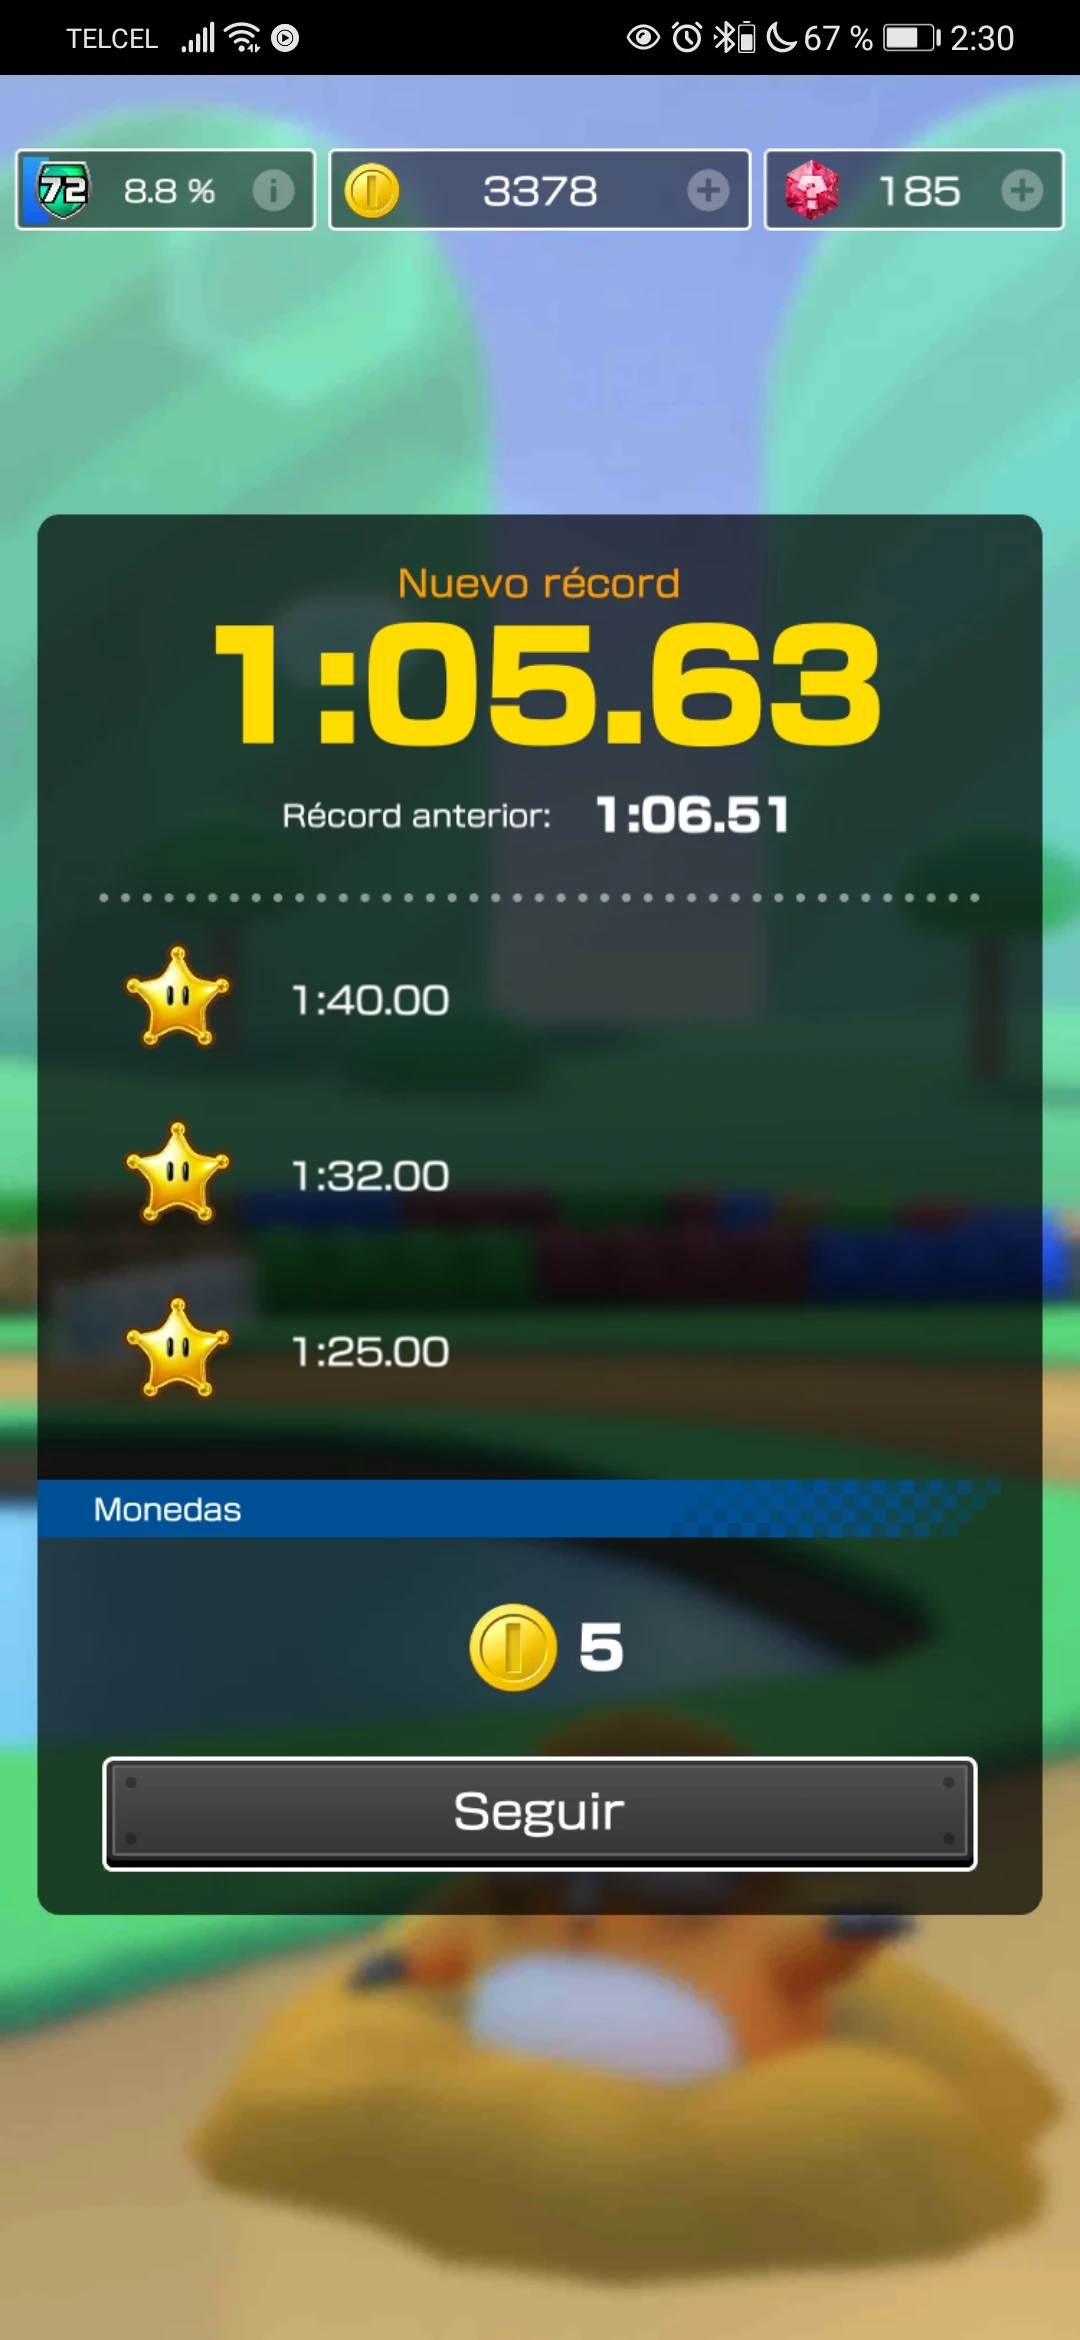 TELCEL 67 % 2:30
72 8.8 % i 3378 + ? 185 +
Nuevo récord
1:05.63
Récord anterior: 1:06.51
1:40.00
1:32.00
1:25.00
Monedas
5
Seguir